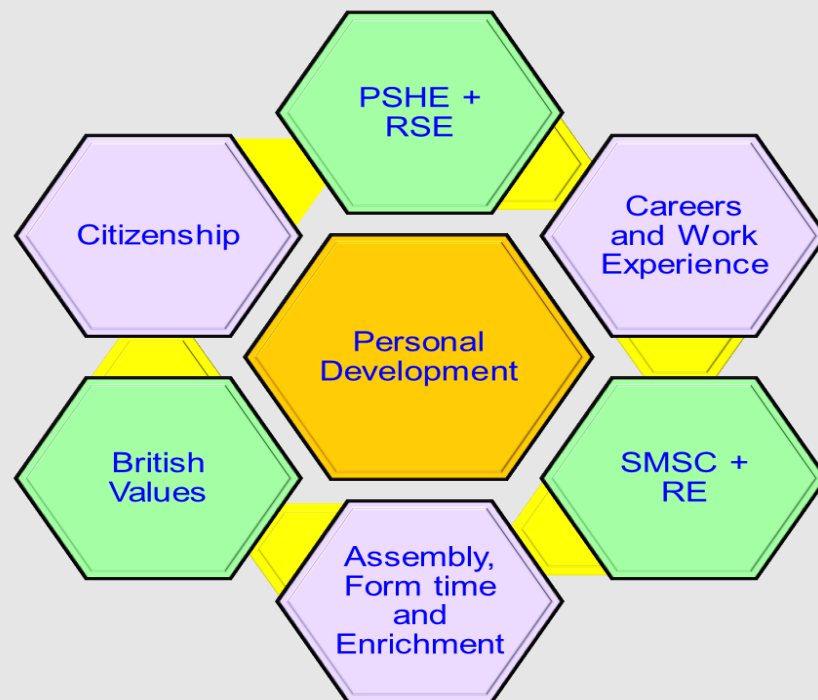 PSHE +
RSE
Careers
and Work
Experience
Citizenship
Personal
Development
British
Values
SMSC +
RE
Assembly,
Form time
and
Enrichment